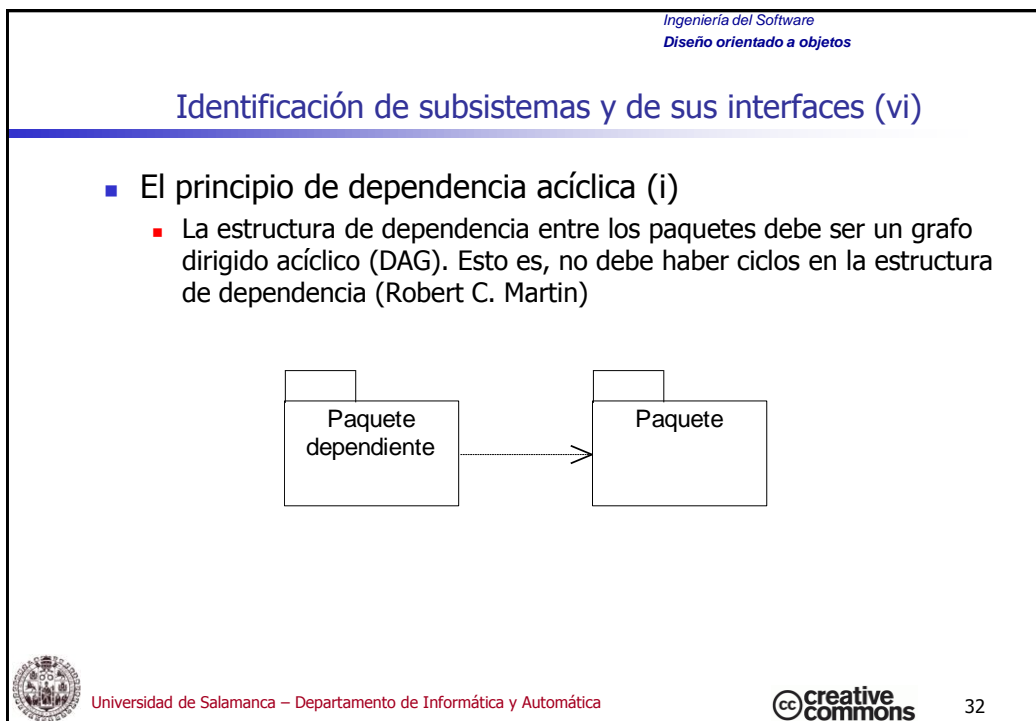 Ingeniería del Software
Diseño orientado a objetos
Identificación de subsistemas y de sus interfaces (vi)
El principio de dependencia acíclica (i)
La estructura de dependencia entre los paquetes debe ser un grafo
dirigido acíclico (DAG). Esto es, no debe haber ciclos en la estructura
de dependencia (Robert C. Martin)
Paquete
dependiente
Paquete
Universidad de Salamanca – Departamento de Informática y Automática
cc creative
commons
32